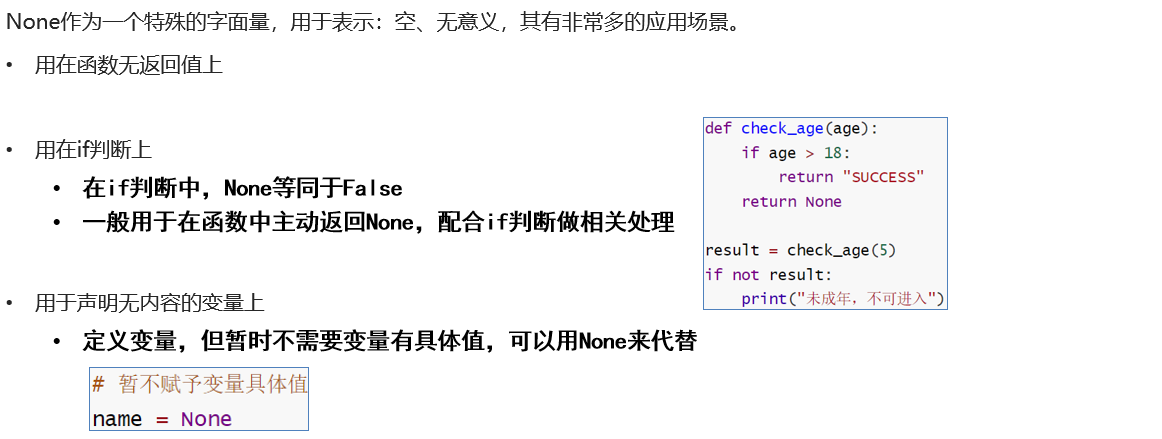 None作为一个特殊的字面量，用于表示：空、无意义，其有非常多的应用场景。
• 用在函数无返回值上
• 用在if判断上
• 在if判断中，None等同于False
• 一般用于在函数中主动返回None，配合if判断做相关处理
def check_age(age):
    if age > 18:
        return "SUCCESS"
    return None
result = check_age(5)
if not result:
    print("未成年，不可进入")
• 用于声明无内容的变量上
• 定义变量，但暂时不需要变量有具体值，可以用None来代替
# 暂不赋予变量具体值
name = None